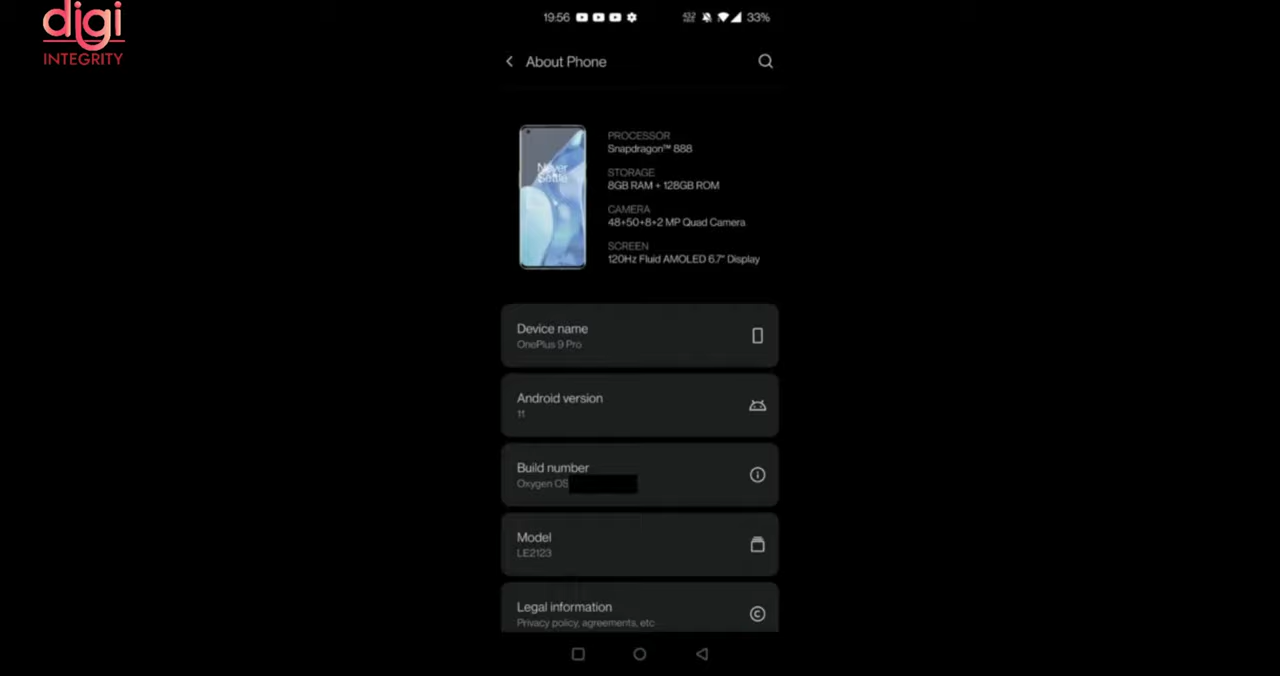 digi
INTEGRITY
19:56 33%
About Phone
PROCESSOR
Snapdragon™ 888
STORAGE
8GB RAM + 128GB ROM
CAMERA
48+50+8+2 MP Quad Camera
SCREEN
120Hz Fluid AMOLED 6.7" Display
Never
Settle
Device name
OnePlus 9 Pro
Android version
11
Build number
Oxygen OS
Model
LE2123
Legal information
Privacy policy, agreements, etc